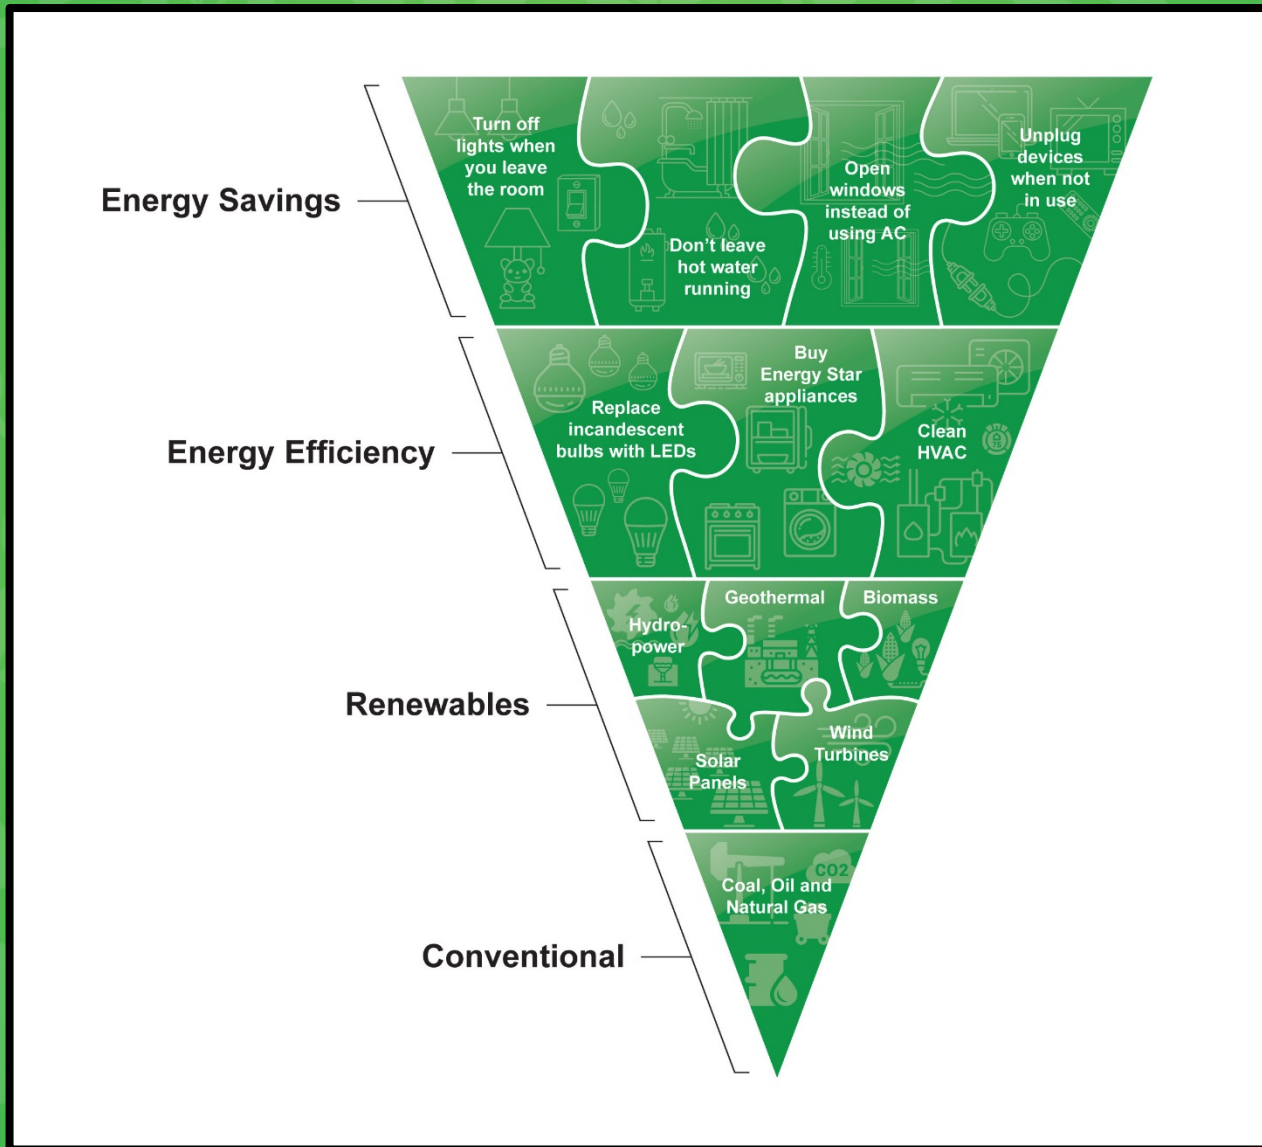 Energy Savings
Turn off
lights when
you leave
the room
Don't leave
hot water
running
Open
windows
instead of
using AC
Unplug
devices
when not
in use
Energy Efficiency
Replace
incandescent
bulbs with LEDs
Buy
Energy Star
appliances
Clean
HVAC
75
Renewables
Hydro-
power
Geothermal
Biomass
Solar
Panels
Wind
Turbines
Conventional
CO2
Coal, Oil and
Natural Gas